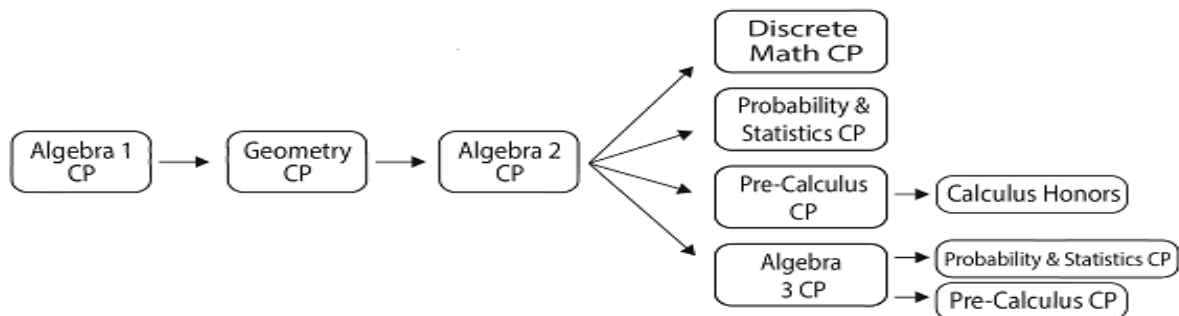 Algebra 1
CP
Geometry
CP
Algebra 2
CP
Discrete
Math CP
Probability &
Statistics CP
Pre-Calculus
CP
Calculus Honors
Algebra
3 CP
Probability & Statistics CP
Pre-Calculus CP